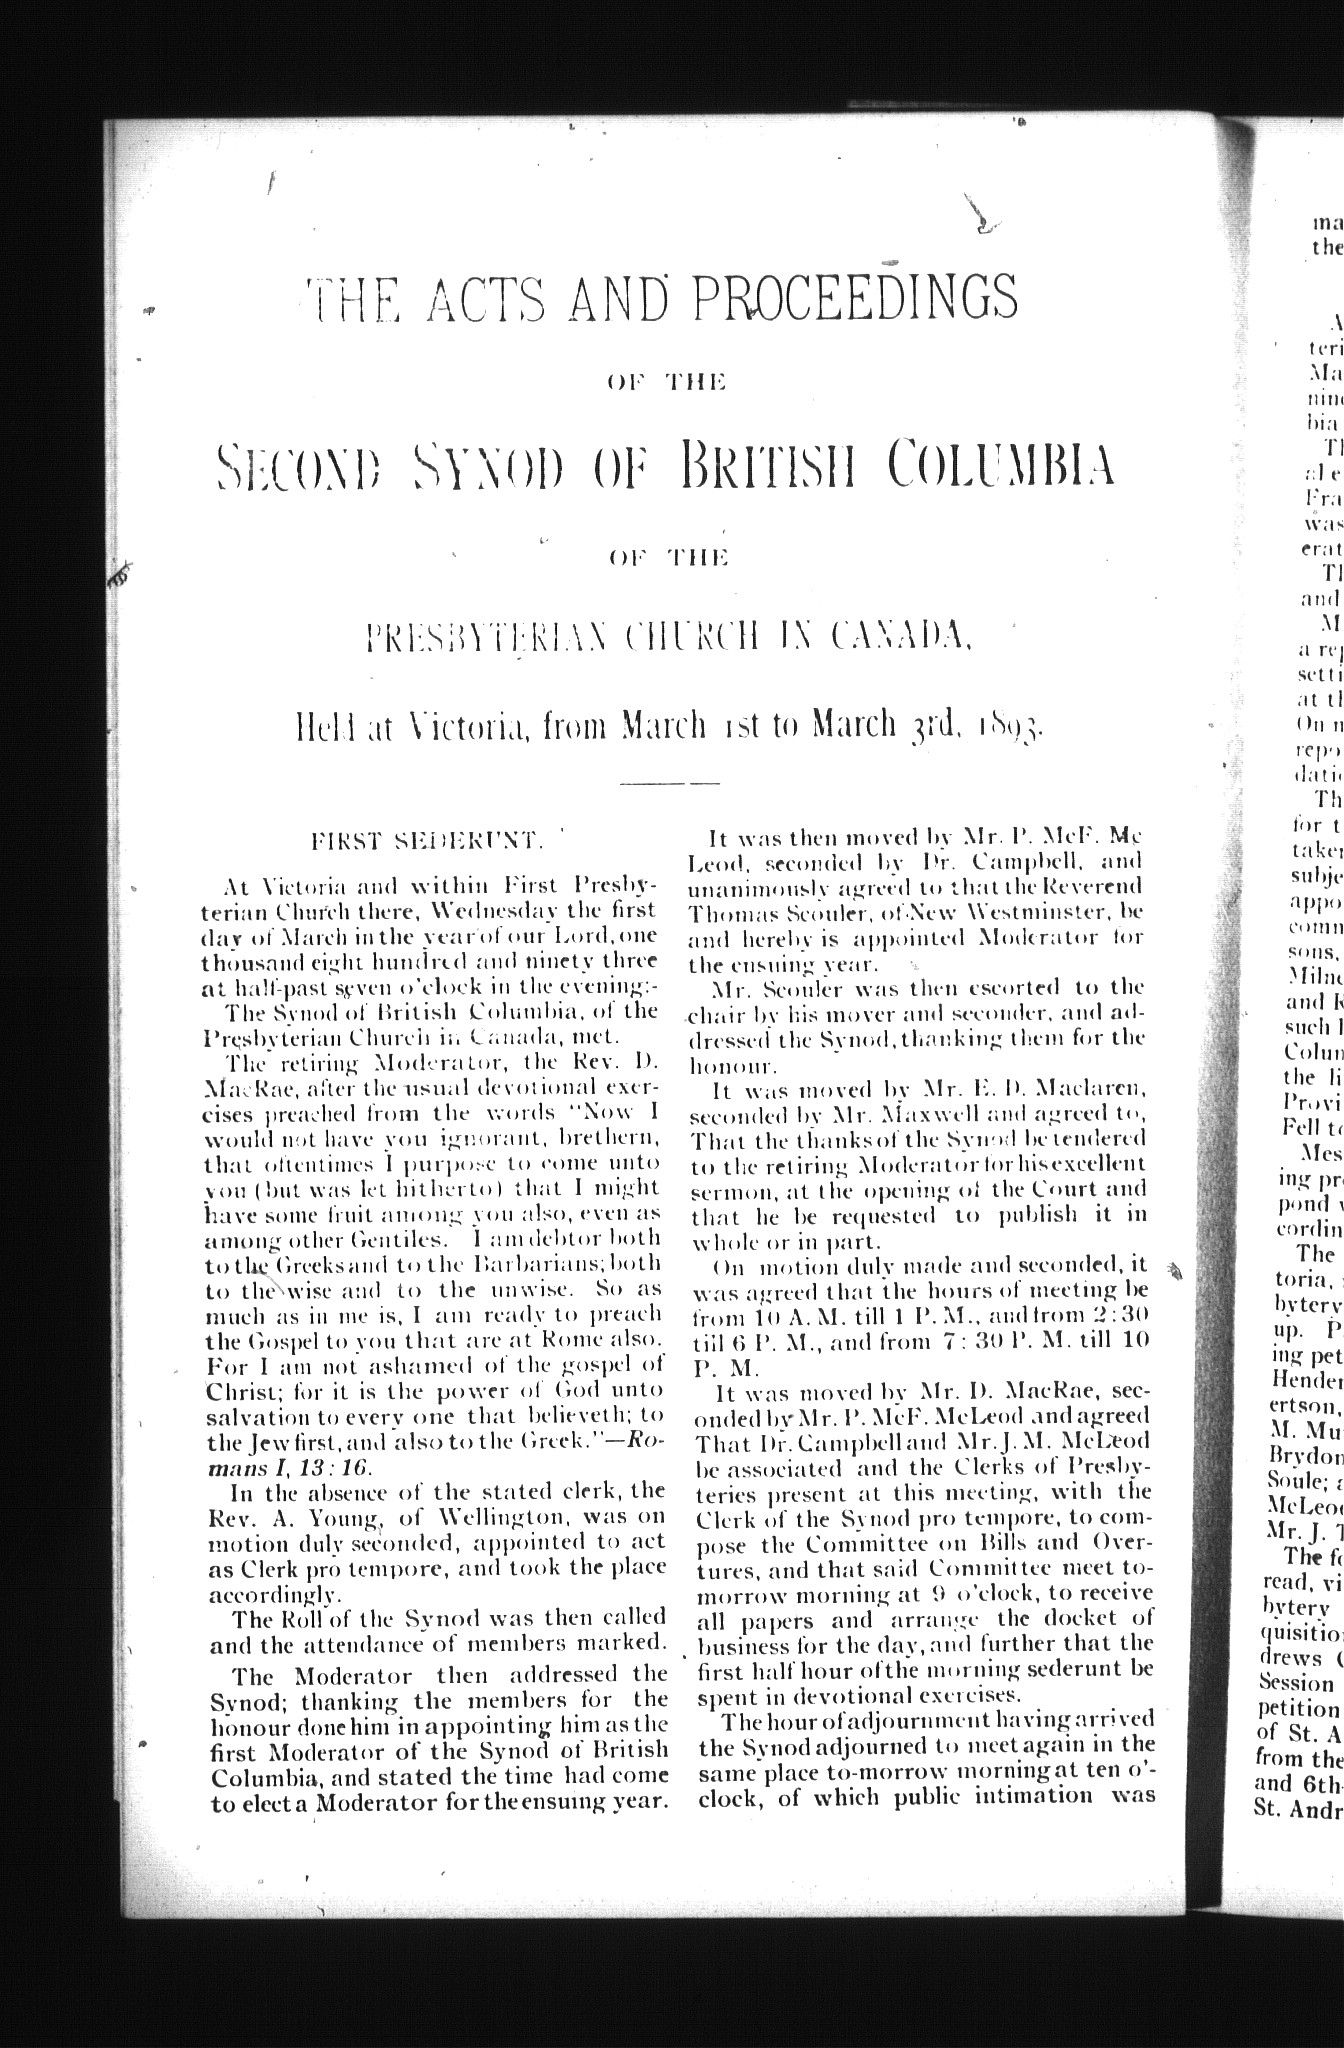 THE ACTS AND PROCEEDINGS
OF THE
SECOND SYNOD OF BRITISH COLUMBIA
OF THE
PRESBYTERIAN CHURCH IN CANADA,
Held at Victoria, from March 1st to March 3rd, 1893.
FIRST SEDERUNT.
At Victoria and within First Presby-
terian Church there, Wednesday the first
day of March in the year of our Lord, one
thousand eight hundred and ninety three
at half-past seven o'clock in the evening:-
The Synod of British Columbia, of the
Presbyterian Church in Canada, met.
The retiring Moderator, the Rev. D.
MacRae, after the usual devotional exer-
cises preached from the words "Now I
would not have you ignorant, brethern,
that oftentimes I purpose to come unto
you (but was let hitherto) that I might
have some fruit among you also, even as
among other Gentiles. I am debtor both
to the Greeks and to the Barbarians; both
to the wise and to the unwise. So as
much as in me is, I am ready to preach
the Gospel to you that are at Rome also.
For I am not ashamed of the gospel of
Christ; for it is the power of God unto
salvation to every one that believeth; to
the Jew first, and also to the Greek."—Ro-
mans I, 13:16.
In the absence of the stated clerk, the
Rev. A. Young, of Wellington, was on
motion duly seconded, appointed to act
as Clerk pro tempore, and took the place
accordingly.
The Roll of the Synod was then called
and the attendance of members marked.
The Moderator then addressed the
Synod; thanking the members for the
honour done him in appointing him as the
first Moderator of the Synod of British
Columbia, and stated the time had come
to elect a Moderator for the ensuing year.
It was then moved by Mr. P. McF. Mc
Leod, seconded by Dr. Campbell, and
unanimously agreed to that the Reverend
Thomas Scouler, of New Westminster, be
and hereby is appointed Moderator for
the ensuing year.
Mr. Scouler was then escorted to the
chair by his mover and seconder, and ad-
dressed the Synod, thanking them for the
honour.
It was moved by Mr. E. D. Maclaren,
seconded by Mr. Maxwell and agreed to,
That the thanks of the Synod be tendered
to the retiring Moderator for his excellent
sermon, at the opening of the Court and
that he be requested to publish it in
whole or in part.
On motion duly made and seconded, it
was agreed that the hours of meeting be
from 10 A. M. till 1 P. M., and from 2:30
till 6 P. M., and from 7:30 P. M. till 10
P. M.
It was moved by Mr. D. MacRae, sec-
onded by Mr. P. McF. McLeod and agreed
That Dr. Campbell and Mr. J. M. McLeod
be associated and the Clerks of Presby-
teries present at this meeting, with the
Clerk of the Synod pro tempore, to com-
pose the Committee on Bills and Over-
tures, and that said Committee meet to-
morrow morning at 9 o'clock, to receive
all papers and arrange the docket of
business for the day, and further that the
first half hour of the morning sederunt be
spent in devotional exercises.
The hour of adjournment having arrived
the Synod adjourned to meet again in the
same place to-morrow morning at ten o'-
clock, of which public intimation was